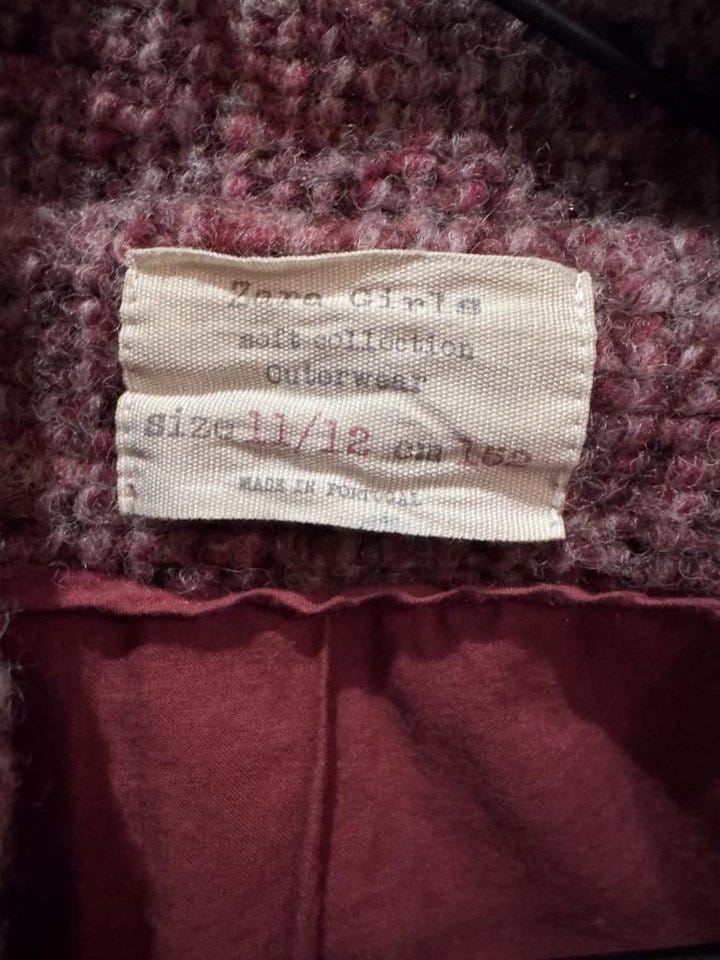 Zara Girls
soft collection
Outerwear
size 11/12 cm 152
MADE IN PORTUGAL